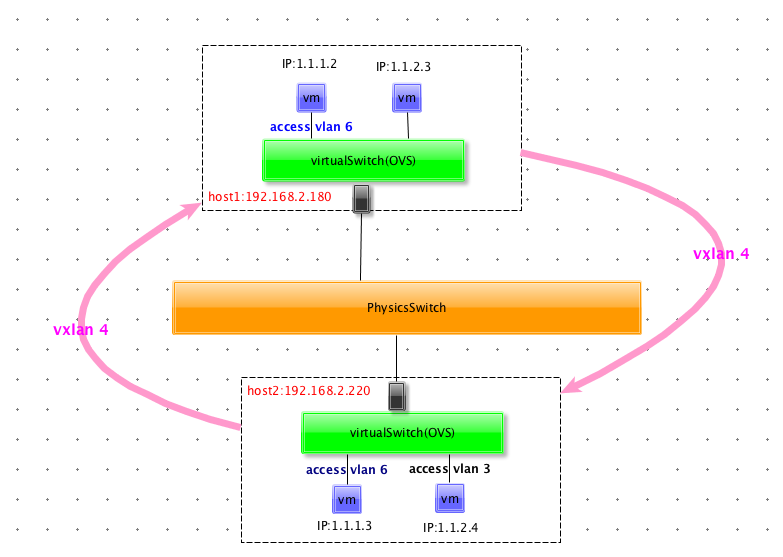 IP:1.1.1.2
IP:1.1.2.3
vm
vm
access vlan 6
virtualSwitch(OVS)
host1:192.168.2.180
vxlan 4
PhysicsSwitch
vxlan 4
host2:192.168.2.220
virtualSwitch(OVS)
access vlan 6
access vlan 3
vm
vm
IP:1.1.1.3
IP:1.1.2.4